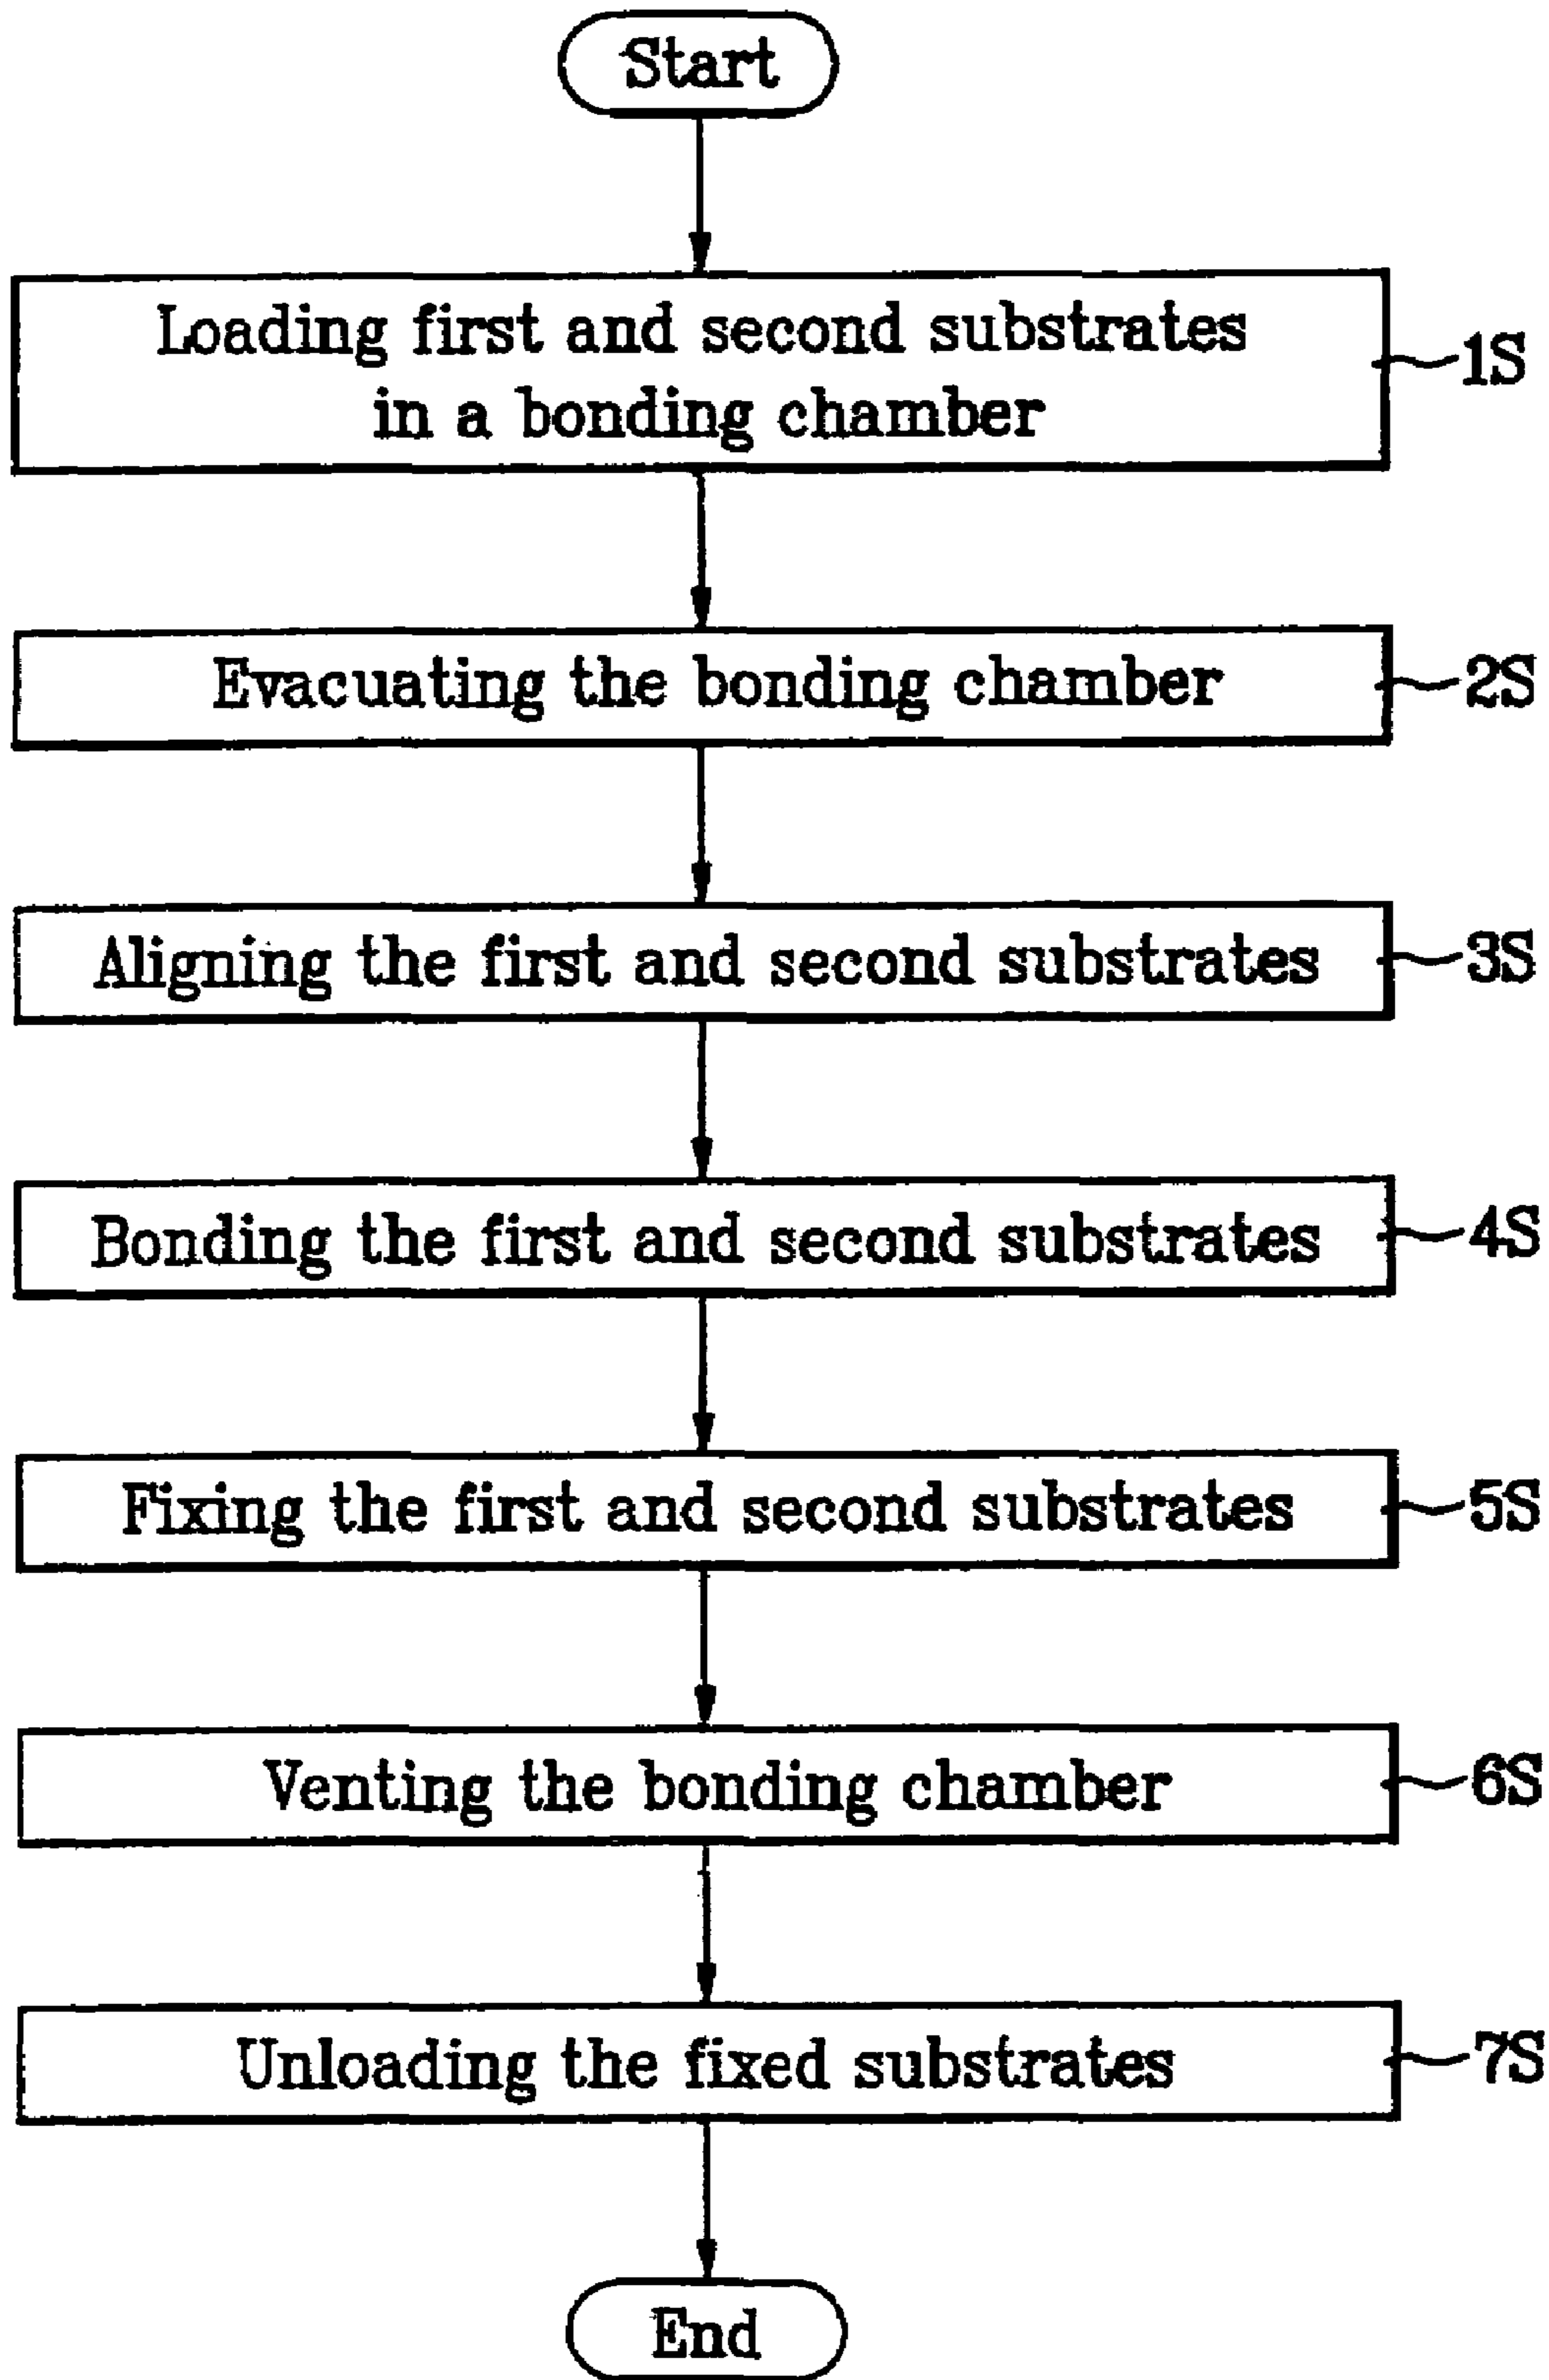 Start
Loading first and second substrates
in a bonding chamber
1S
Evacuating the bonding chamber
2S
Aligning the first and second substrates
3S
Bonding the first and second substrates
4S
Fixing the first and second substrates
5S
Venting the bonding chamber
6S
Unloading the fixed substrates
7S
End